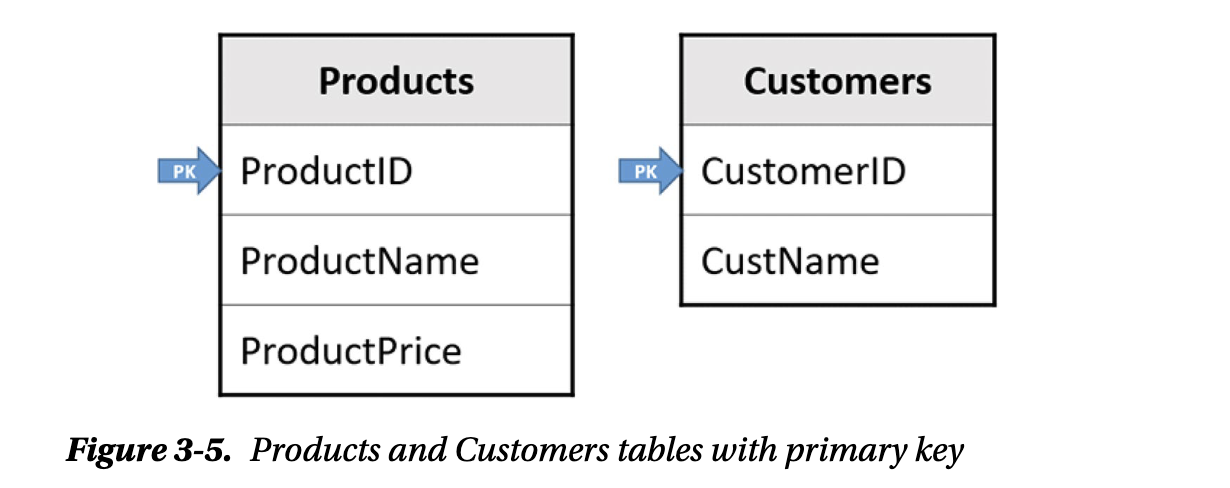 Products
PK ProductID
ProductName
ProductPrice
Customers
PK CustomerID
CustName
Figure 3-5. Products and Customers tables with primary key